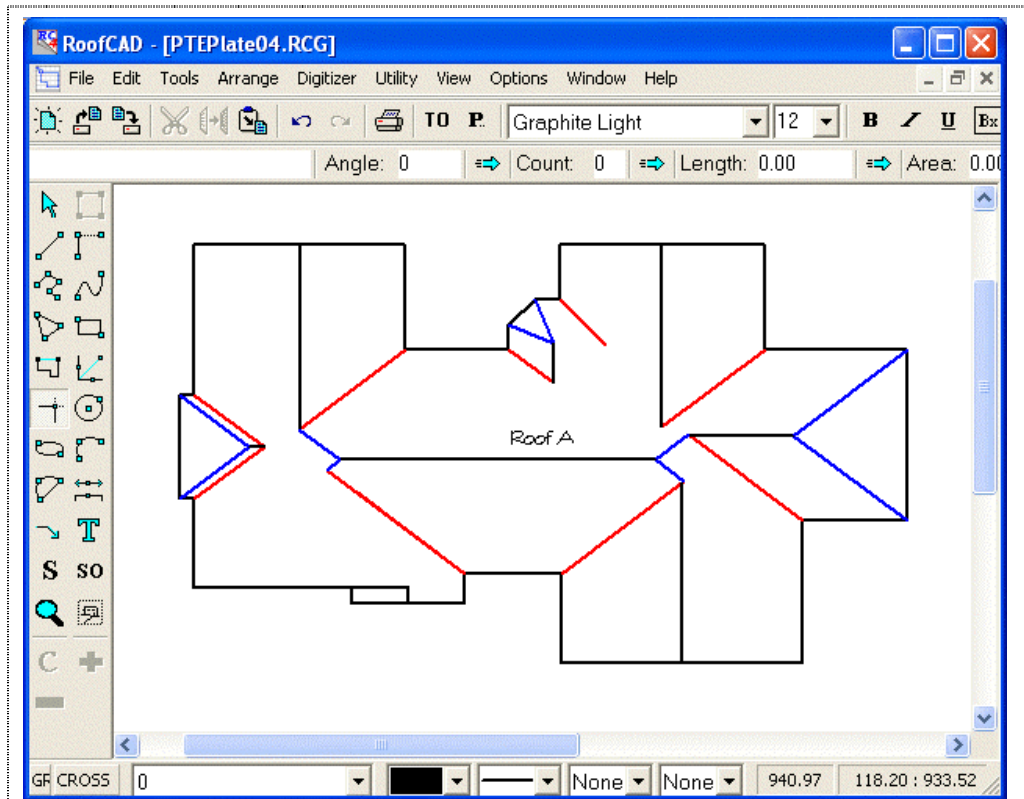 RoofCAD - [PTEPlate04.RCG]
File Edit Tools Arrange Digitizer Utility View Options Window Help
TO P. Graphite Light 12 B I U Bx
Angle: 0 Count: 0 Length: 0.00 Area: 0.00
Roof A
T
S SO
C
GR CROSS 0 None None 940.97 118.20 : 933.52